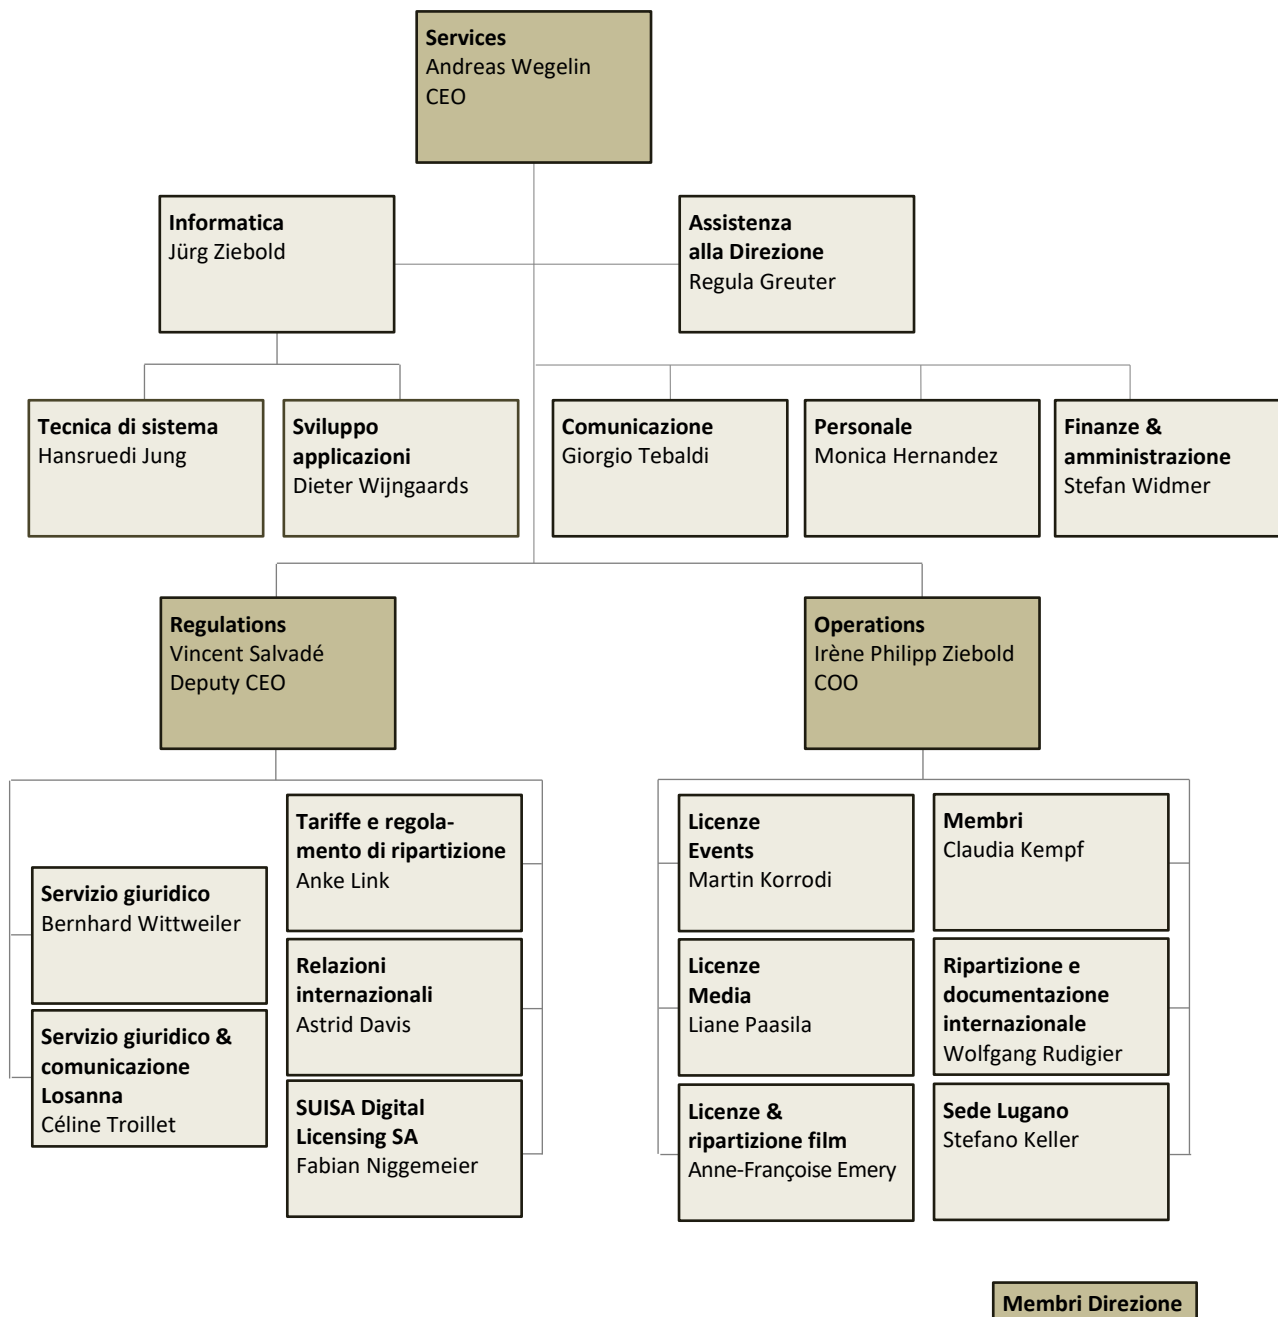 Services
Andreas Wegelin
CEO
Informatica
Jürg Ziebold
Assistenza
alla Direzione
Regula Greuter
Tecnica di sistema
Hansruedi Jung
Sviluppo
applicazioni
Dieter Wijngaards
Comunicazione
Giorgio Tebaldi
Personale
Monica Hernandez
Finanze &
amministrazione
Stefan Widmer
Regulations
Vincent Salvadé
Deputy CEO
Operations
Irène Philipp Ziebold
COO
Servizio giuridico
Bernhard Wittweiler
Servizio giuridico &
comunicazione
Losanna
Céline Troillet
Tariffe e regola-
mento di ripartizione
Anke Link
Relazioni
internazionali
Astrid Davis
SUISA Digital
Licensing SA
Fabian Niggemeier
Licenze
Events
Martin Korrodi
Licenze
Media
Liane Paasila
Licenze &
ripartizione film
Anne-Françoise Emery
Membri
Claudia Kempf
Ripartizione e
documentazione
internazionale
Wolfgang Rudigier
Sede Lugano
Stefano Keller
Membri Direzione